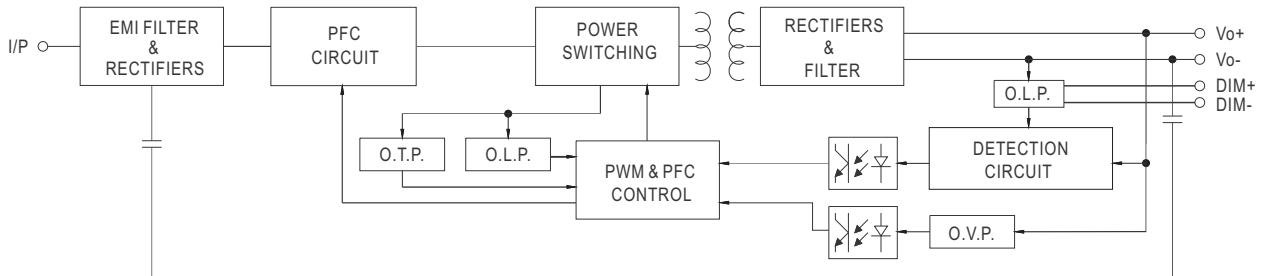 I/P
EMI FILTER
&
RECTIFIERS
PFC
CIRCUIT
POWER
SWITCHING
RECTIFIERS
&
FILTER
Vo+
Vo-
DIM+
DIM-
O.L.P.
O.T.P.
O.L.P.
PWM & PFC
CONTROL
DETECTION
CIRCUIT
O.V.P.